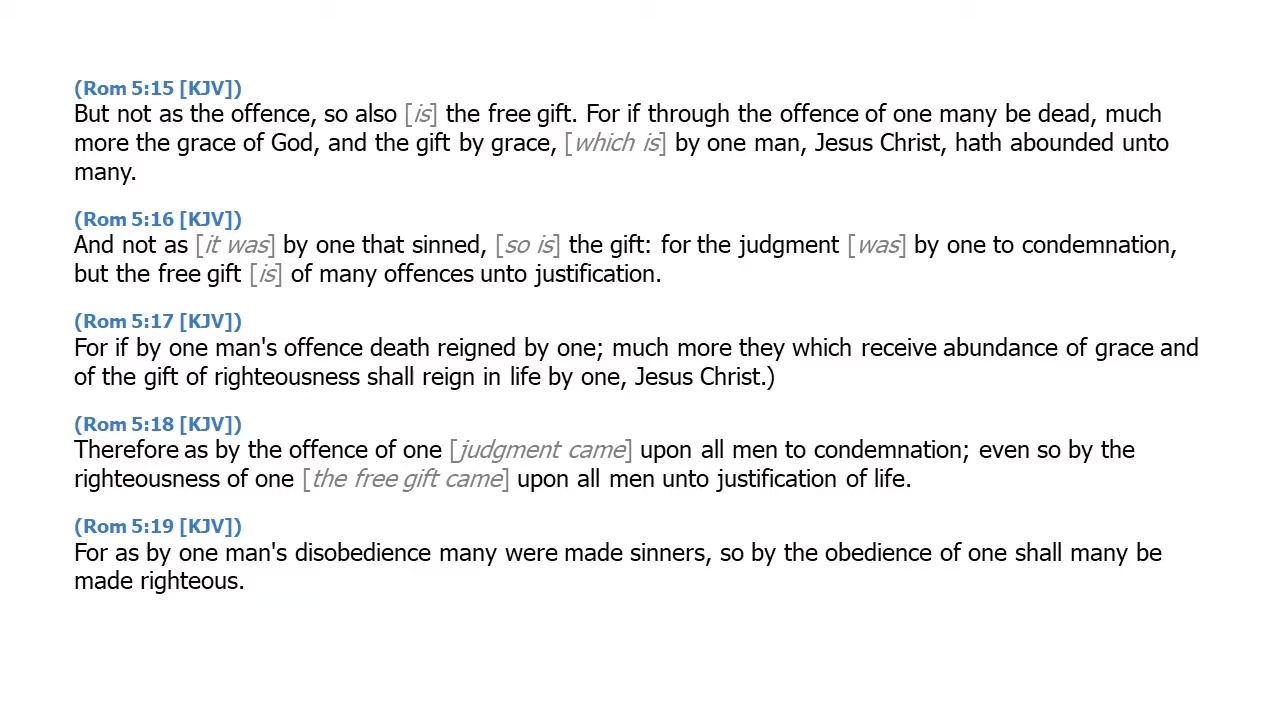 (Rom 5:15 [KJV])
But not as the offence, so also [is] the free gift. For if through the offence of one many be dead, much
more the grace of God, and the gift by grace, [which is] by one man, Jesus Christ, hath abounded unto
many.
(Rom 5:16 [KJV])
And not as [it was] by one that sinned, [so is] the gift: for the judgment [was] by one to condemnation,
but the free gift [is] of many offences unto justification.
(Rom 5:17 [KJV])
For if by one man's offence death reigned by one; much more they which receive abundance of grace and
of the gift of righteousness shall reign in life by one, Jesus Christ.)
(Rom 5:18 [KJV])
Therefore as by the offence of one [judgment came] upon all men to condemnation; even so by the
righteousness of one [the free gift came] upon all men unto justification of life.
(Rom 5:19 [KJV])
For as by one man's disobedience many were made sinners, so by the obedience of one shall many be
made righteous.